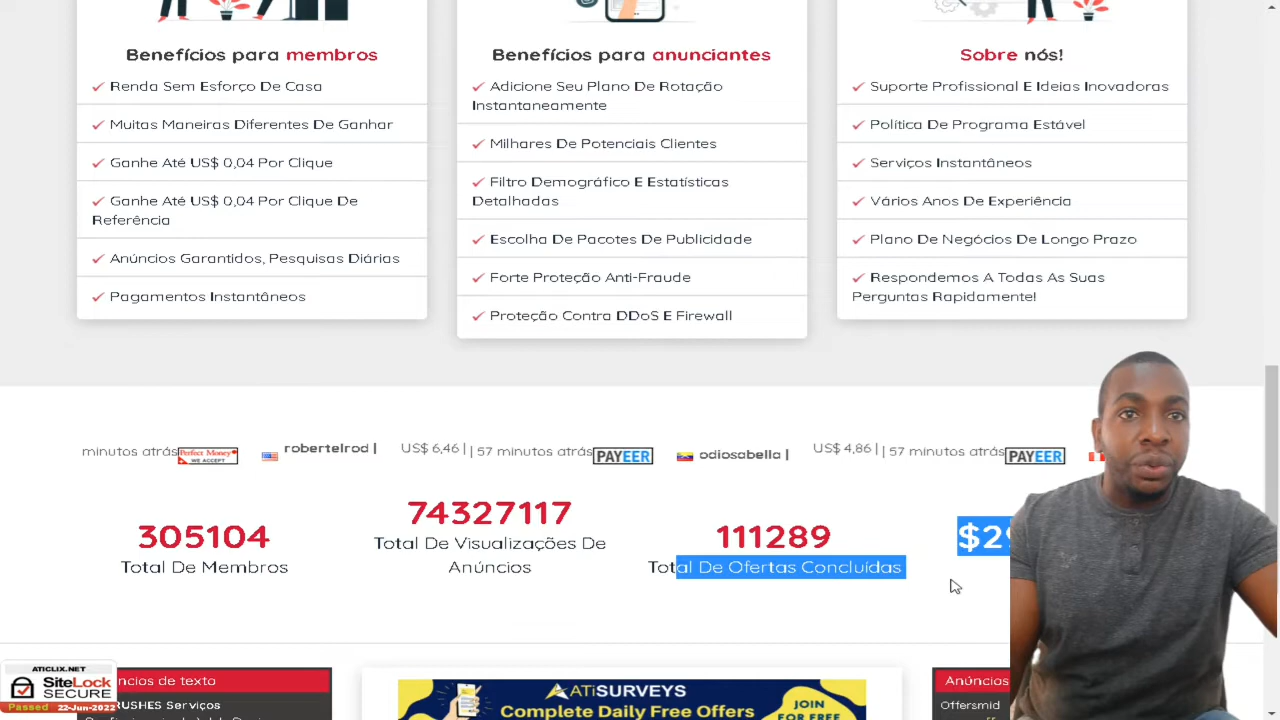 Benefícios para membros
Renda Sem Esforço De Casa
Muitas Maneiras Diferentes De Ganhar
Ganhe Até US$ 0,04 Por Clique
Ganhe Até US$ 0,04 Por Clique De
Referência
Anúncios Garantidos, Pesquisas Diárias
Pagamentos Instantâneos
Benefícios para anunciantes
Adicione Seu Plano De Rotação
Instantaneamente
Milhares De Potenciais Clientes
Filtro Demográfico E Estatísticas
Detalhadas
Escolha De Pacotes De Publicidade
Forte Proteção Anti-Fraude
Proteção Contra DDoS E Firewall
Sobre nós!
Suporte Profissional E Ideias Inovadoras
Política De Programa Estável
Serviços Instantâneos
Vários Anos De Experiência
Plano De Negócios De Longo Prazo
Respondemos A Todas As Suas
Perguntas Rapidamente!
minutos atrás Perfect Money WE ACCEPT robertelrod | US$ 6,46 | | 57 minutos atrás PAYEER odiosabella | US$ 4,86 | | 57 minutos atrás PAYEER
305104
Total De Membros
74327117
Total De Visualizações De
Anúncios
111289
Total De Ofertas Concluídas
$29
ATICLIX.NET
SiteLock
SECURE
Passed 22-Jun-2022
ncios de texto
RUSHES Serviços
ATiSURVEYS
Complete Daily Free Offers
JOIN
FOR FREE
Anúncios
Offersmid